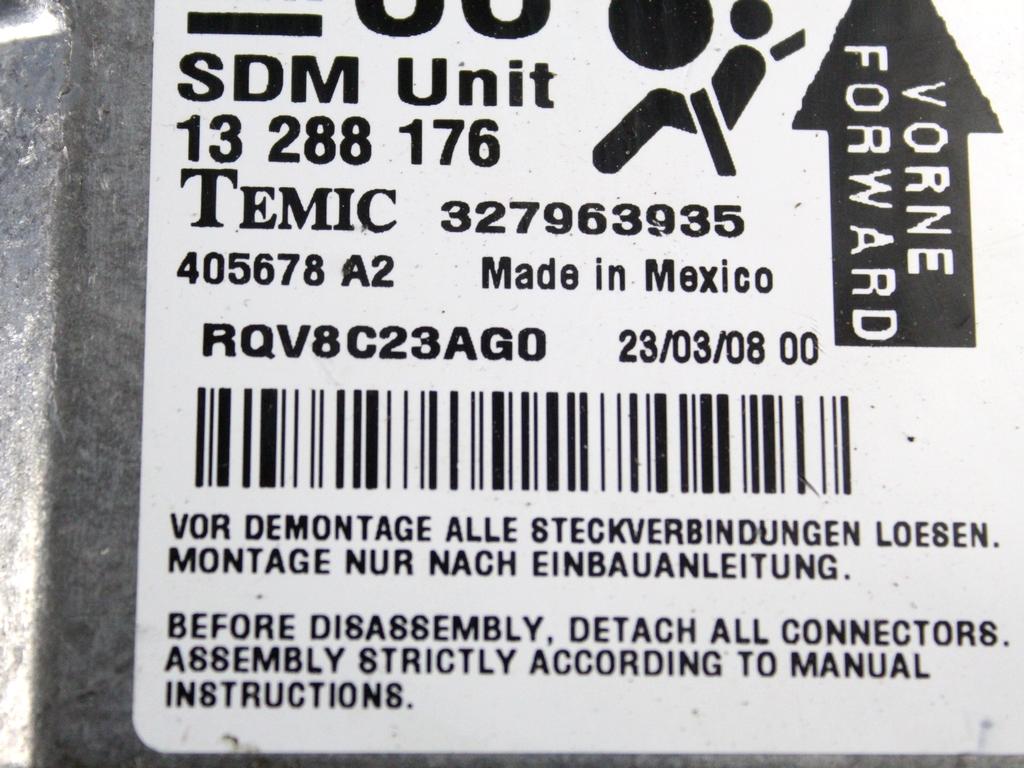 SDM Unit
13 288 176
TEMIC 327963935
405678 A2 Made in Mexico
RQV8C23AG0 23/03/08 00
VORNE
FORWARD
VOR DEMONTAGE ALLE STECKVERBINDUNGEN LOESEN.
MONTAGE NUR NACH EINBAUANLEITUNG.
BEFORE DISASSEMBLY, DETACH ALL CONNECTORS.
ASSEMBLY STRICTLY ACCORDING TO MANUAL
INSTRUCTIONS.